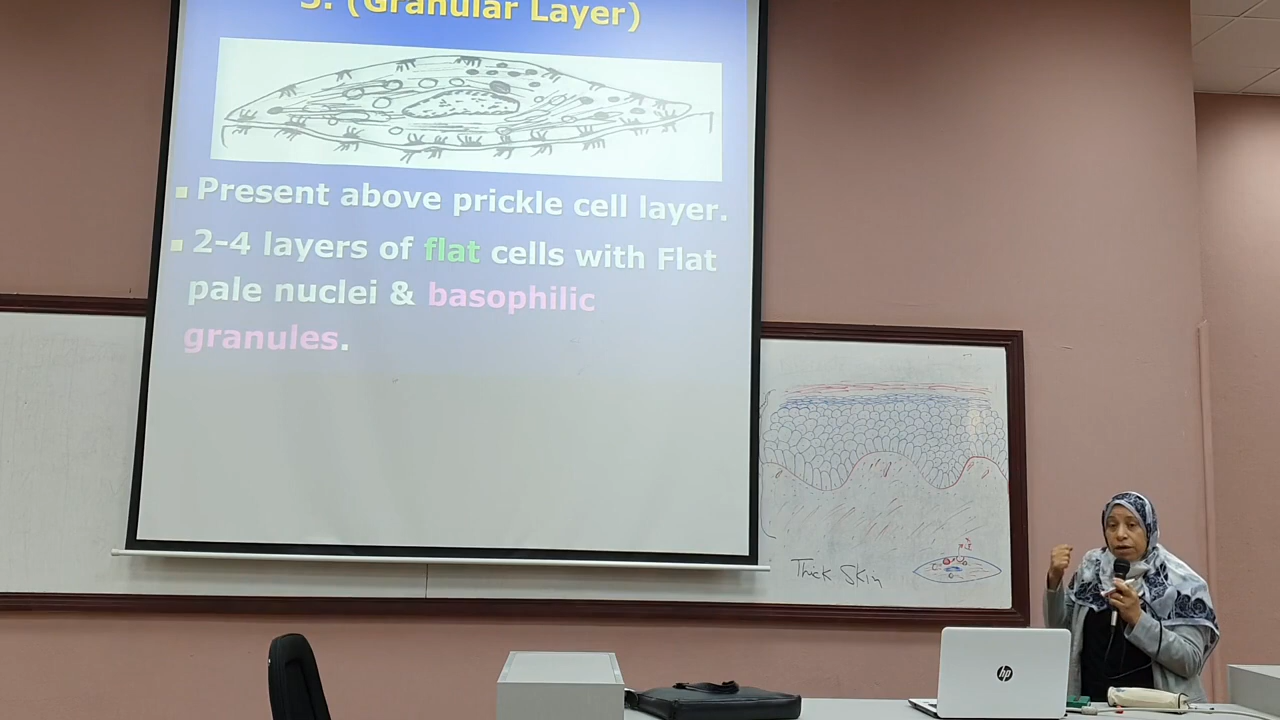 3. (Granular Layer)
▪ Present above prickle cell layer.
▪ 2-4 layers of flat cells with Flat
pale nuclei & basophilic
granules.
Thick Skin
hp